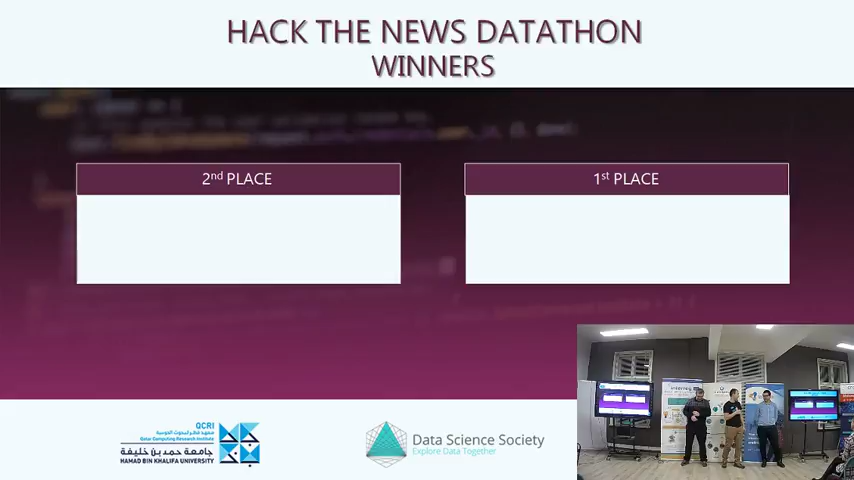 HACK THE NEWS DATATHON
WINNERS
2nd PLACE
1st PLACE
QCRI
معهد قطر لبحوث الحوسبة
Qatar Computing Research Institute
جامعة حمد بن خليفة
HAMAD BIN KHALIFA UNIVERSITY
Data Science Society
Explore Data Together